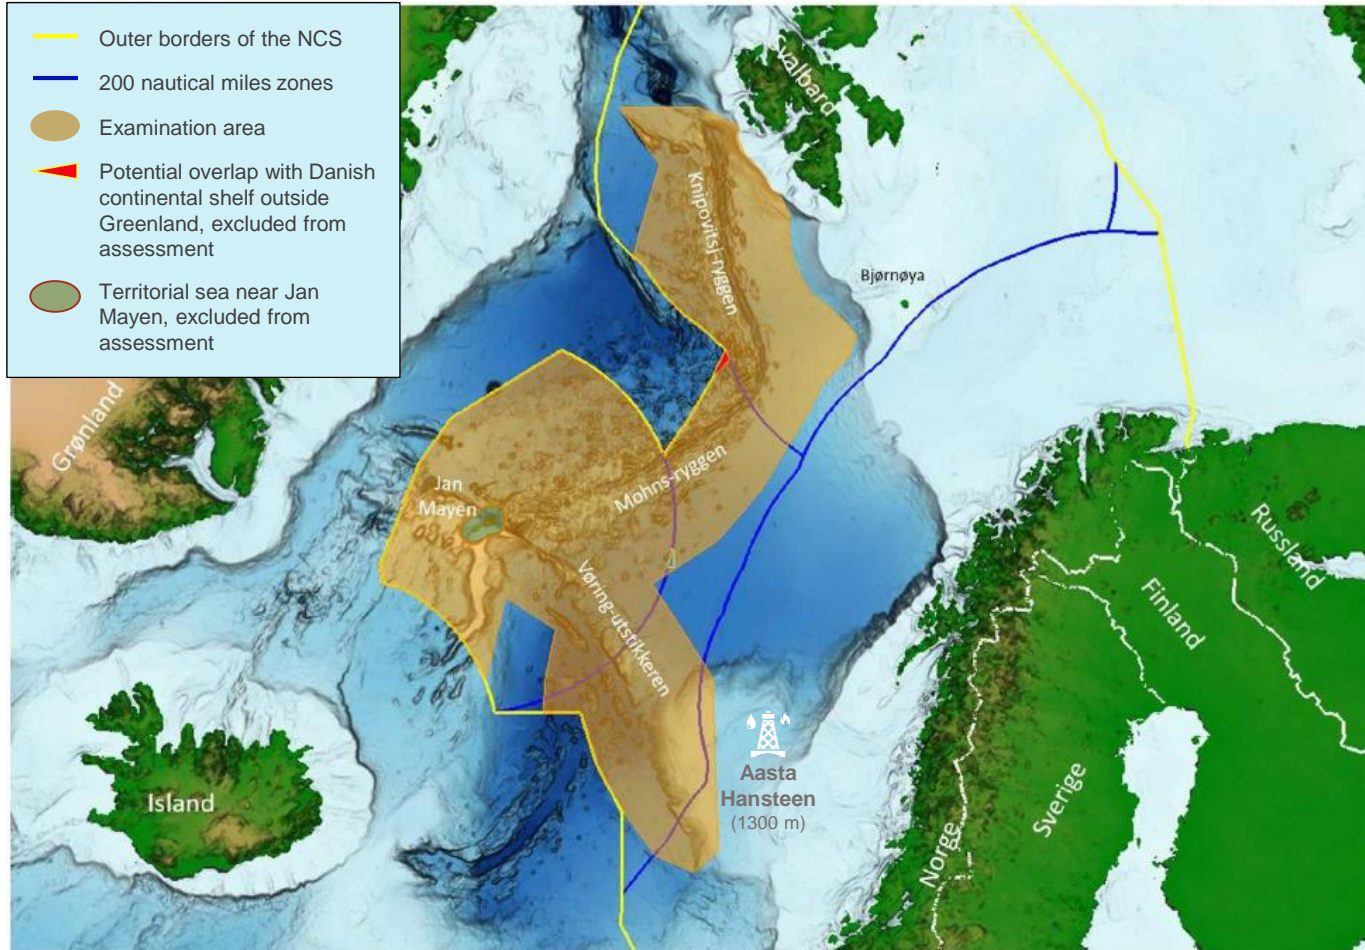 Outer borders of the NCS
200 nautical miles zones
Examination area
Potential overlap with Danish
continental shelf outside
Greenland, excluded from
assessment
Territorial sea near Jan
Mayen, excluded from
assessment
Svalbard
Knipovitsj-ryggen
Bjørnøya
Grønland
Jan
Mayen
Mohns-ryggen
Vøring-utstikkeren
Russland
Finland
Aasta
Hansteen
(1300 m)
Island
Sverige
Norge